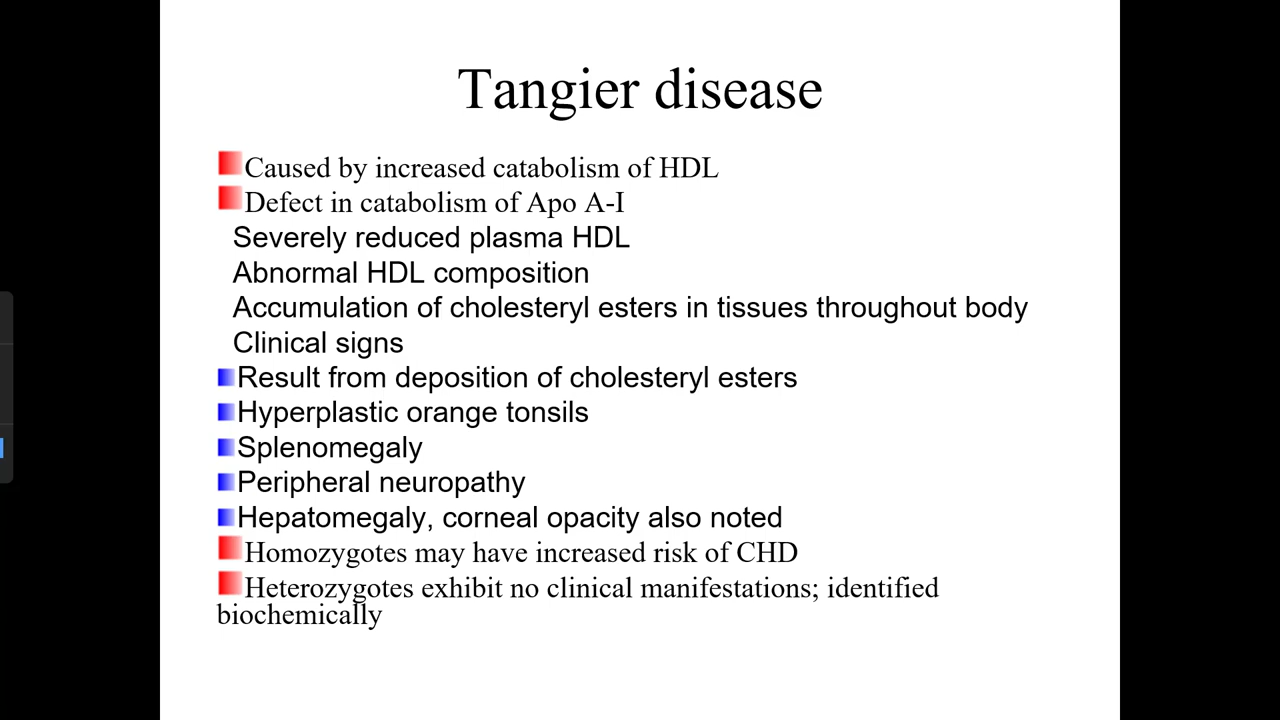 Tangier disease
Caused by increased catabolism of HDL
Defect in catabolism of Apo A-I
Severely reduced plasma HDL
Abnormal HDL composition
Accumulation of cholesteryl esters in tissues throughout body
Clinical signs
Result from deposition of cholesteryl esters
Hyperplastic orange tonsils
Splenomegaly
Peripheral neuropathy
Hepatomegaly, corneal opacity also noted
Homozygotes may have increased risk of CHD
Heterozygotes exhibit no clinical manifestations; identified
biochemically